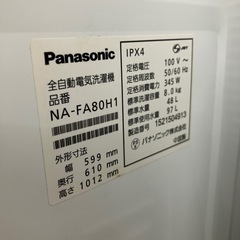 Panasonic
全自動電気洗濯機
品番
NA-FA80H1
外形寸法
幅 599 mm
奥行 610 mm
高さ 1012 mm
IPX4
定格電圧 100 V
定格周波数 50/60 Hz
定格消費電力 345 W
標準洗濯容量 8.0 kg
標準水量 48 L
標準使用水量 97 L
製造番号 1521504913
パナソニック株式会社
中国製